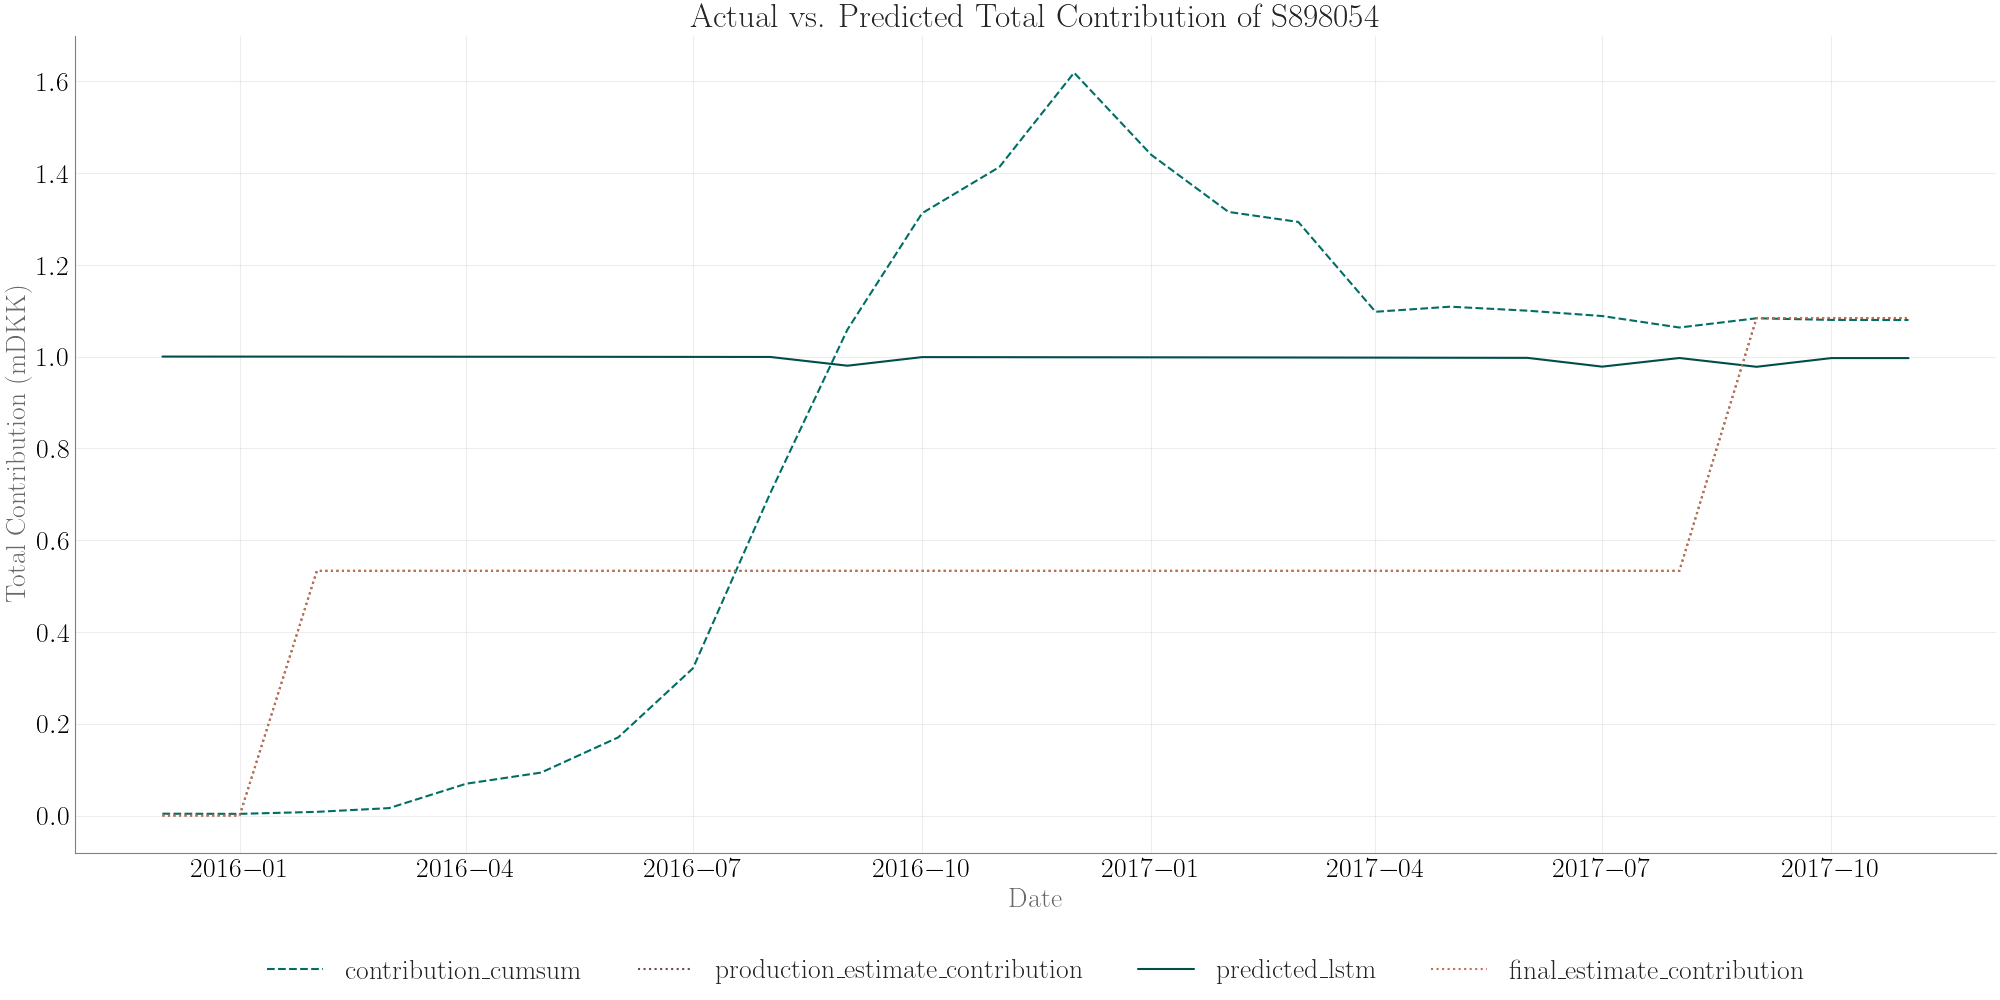 Actual vs. Predicted Total Contribution of S898054
Total Contribution (mDKK)
1.6
1.4
1.2
1.0
0.8
0.6
0.4
0.2
0.0
2016–01 2016–04 2016–07 2016–10 2017–01 2017–04 2017–07 2017–10
Date
contribution_cumsum production_estimate_contribution predicted_lstm final_estimate_contribution